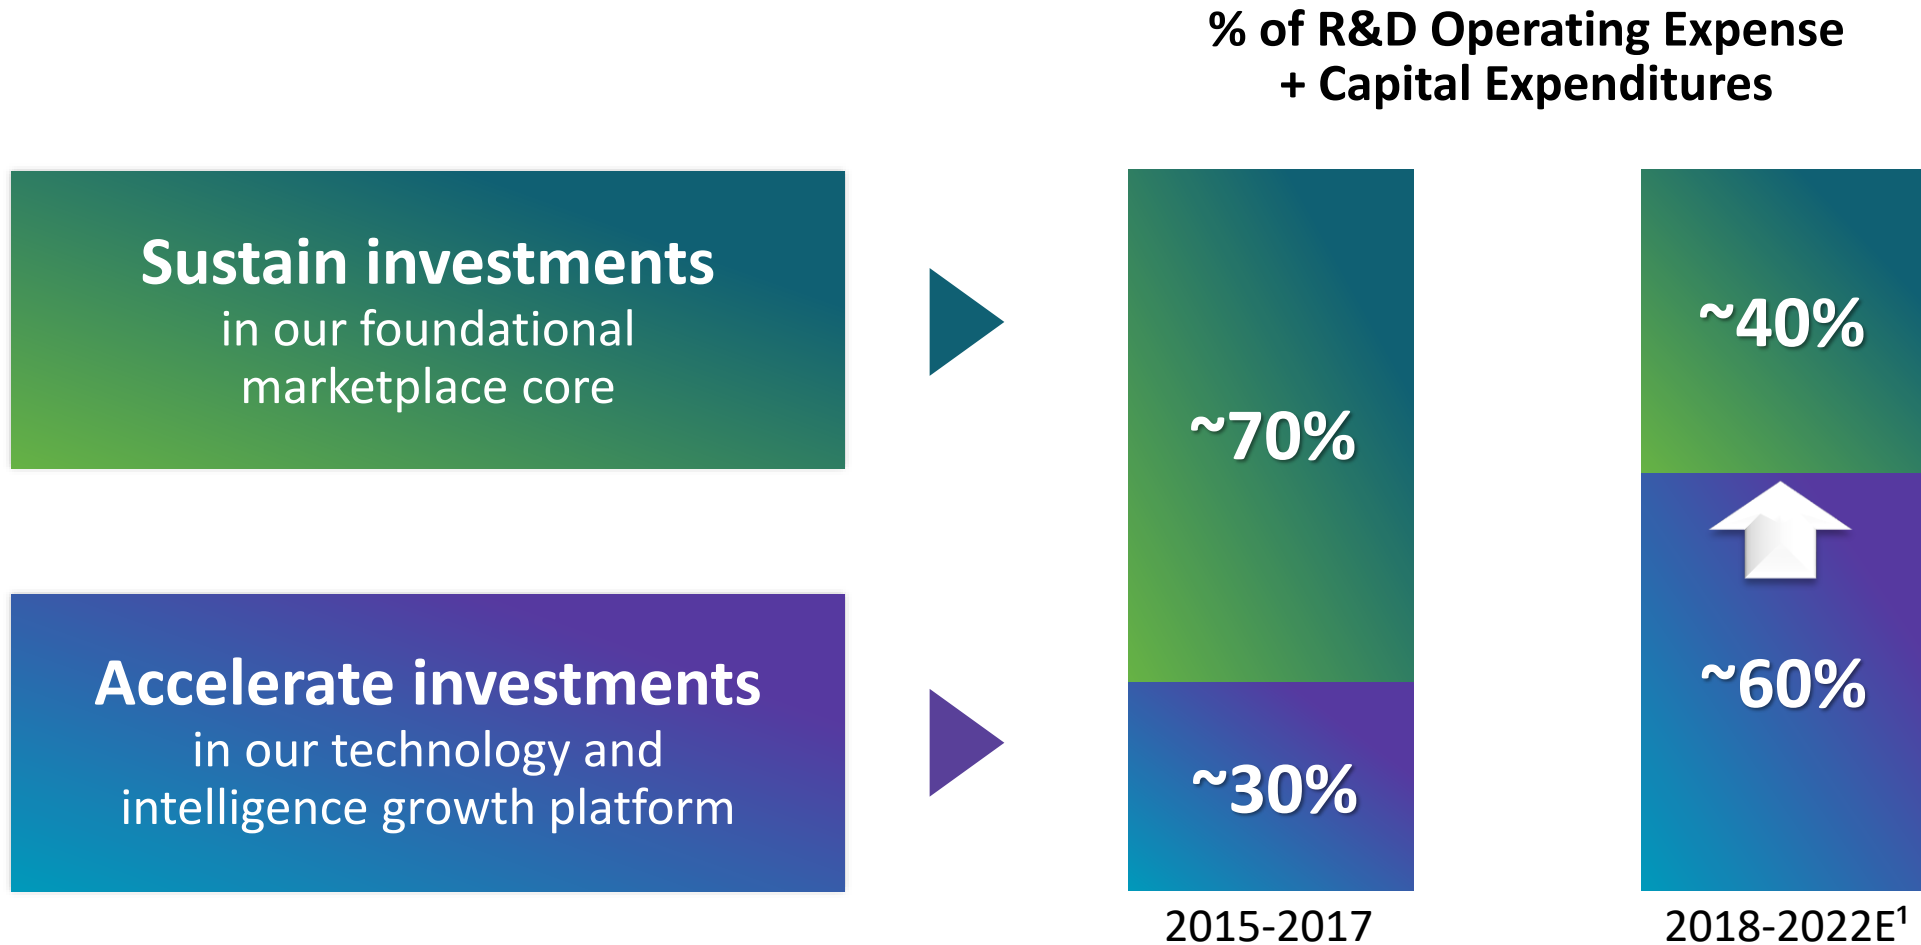 % of R&D Operating Expense
+ Capital Expenditures
Sustain investments
in our foundational
marketplace core
~70%
~40%
Accelerate investments
in our technology and
intelligence growth platform
~30%
~60%
2015-2017
2018-2022E¹